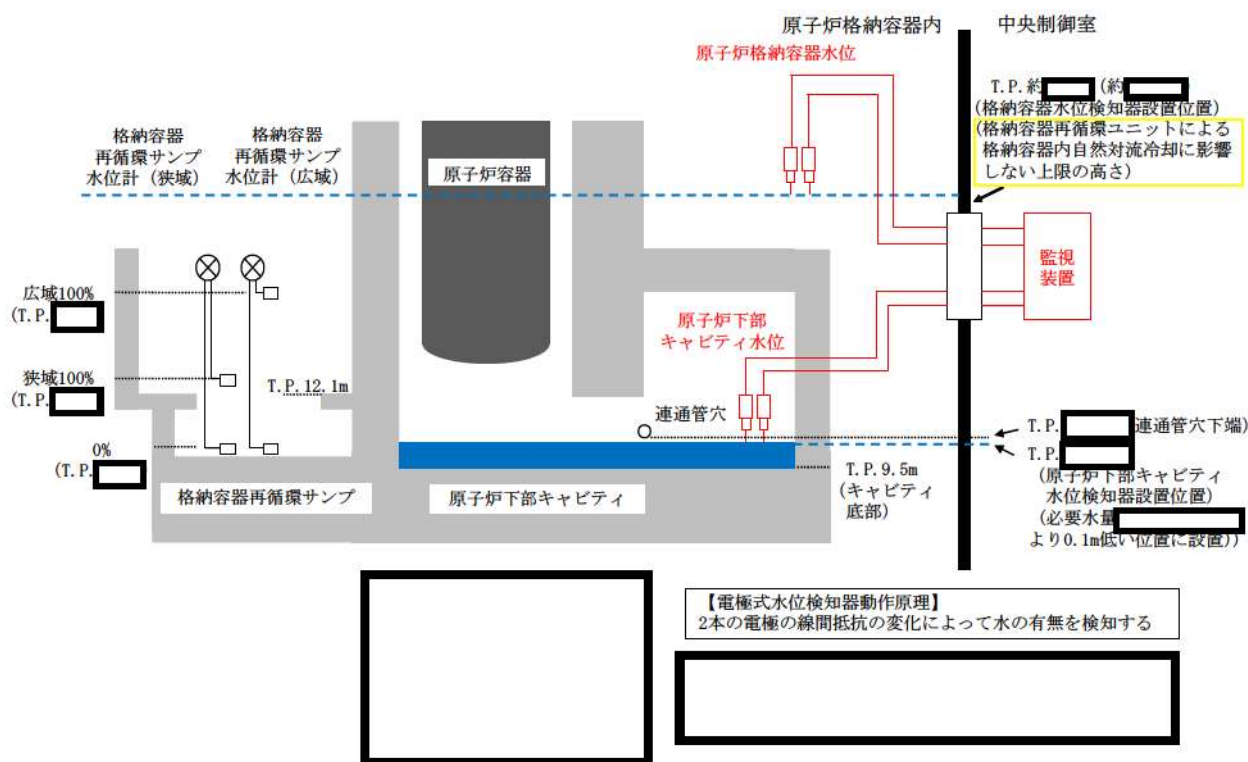 原子炉格納容器内
中央制御室
原子炉格納容器水位
T.P.約 (約 )
(格納容器水位検知器設置位置)
(格納容器再循環ユニットによる
格納容器内自然対流冷却に影響
しない上限の高さ)
格納容器
再循環サンプ
水位計（狭域）
格納容器
再循環サンプ
水位計（広域）
原子炉容器
監視
装置
広域100%
(T.P.
原子炉下部
キャビティ水位
狭域100%
(T.P.
T.P.12.1m
連通管穴
T.P. 連通管穴下端)
0%
(T.P.
T.P.
(原子炉下部キャビティ
水位検知器設置位置)
(必要水量
より0.1m低い位置に設置))
T.P.9.5m
(キャビティ
底部)
格納容器再循環サンプ
原子炉下部キャビティ
【電極式水位検知器動作原理】
2本の電極の線間抵抗の変化によって水の有無を検知する